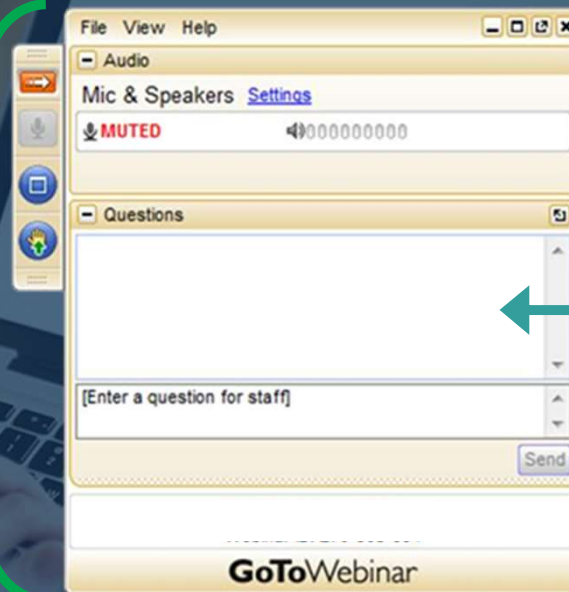 File View Help
Audio
Mic & Speakers Settings
MUTED
Questions
[Enter a question for staff]
Send
GoToWebinar